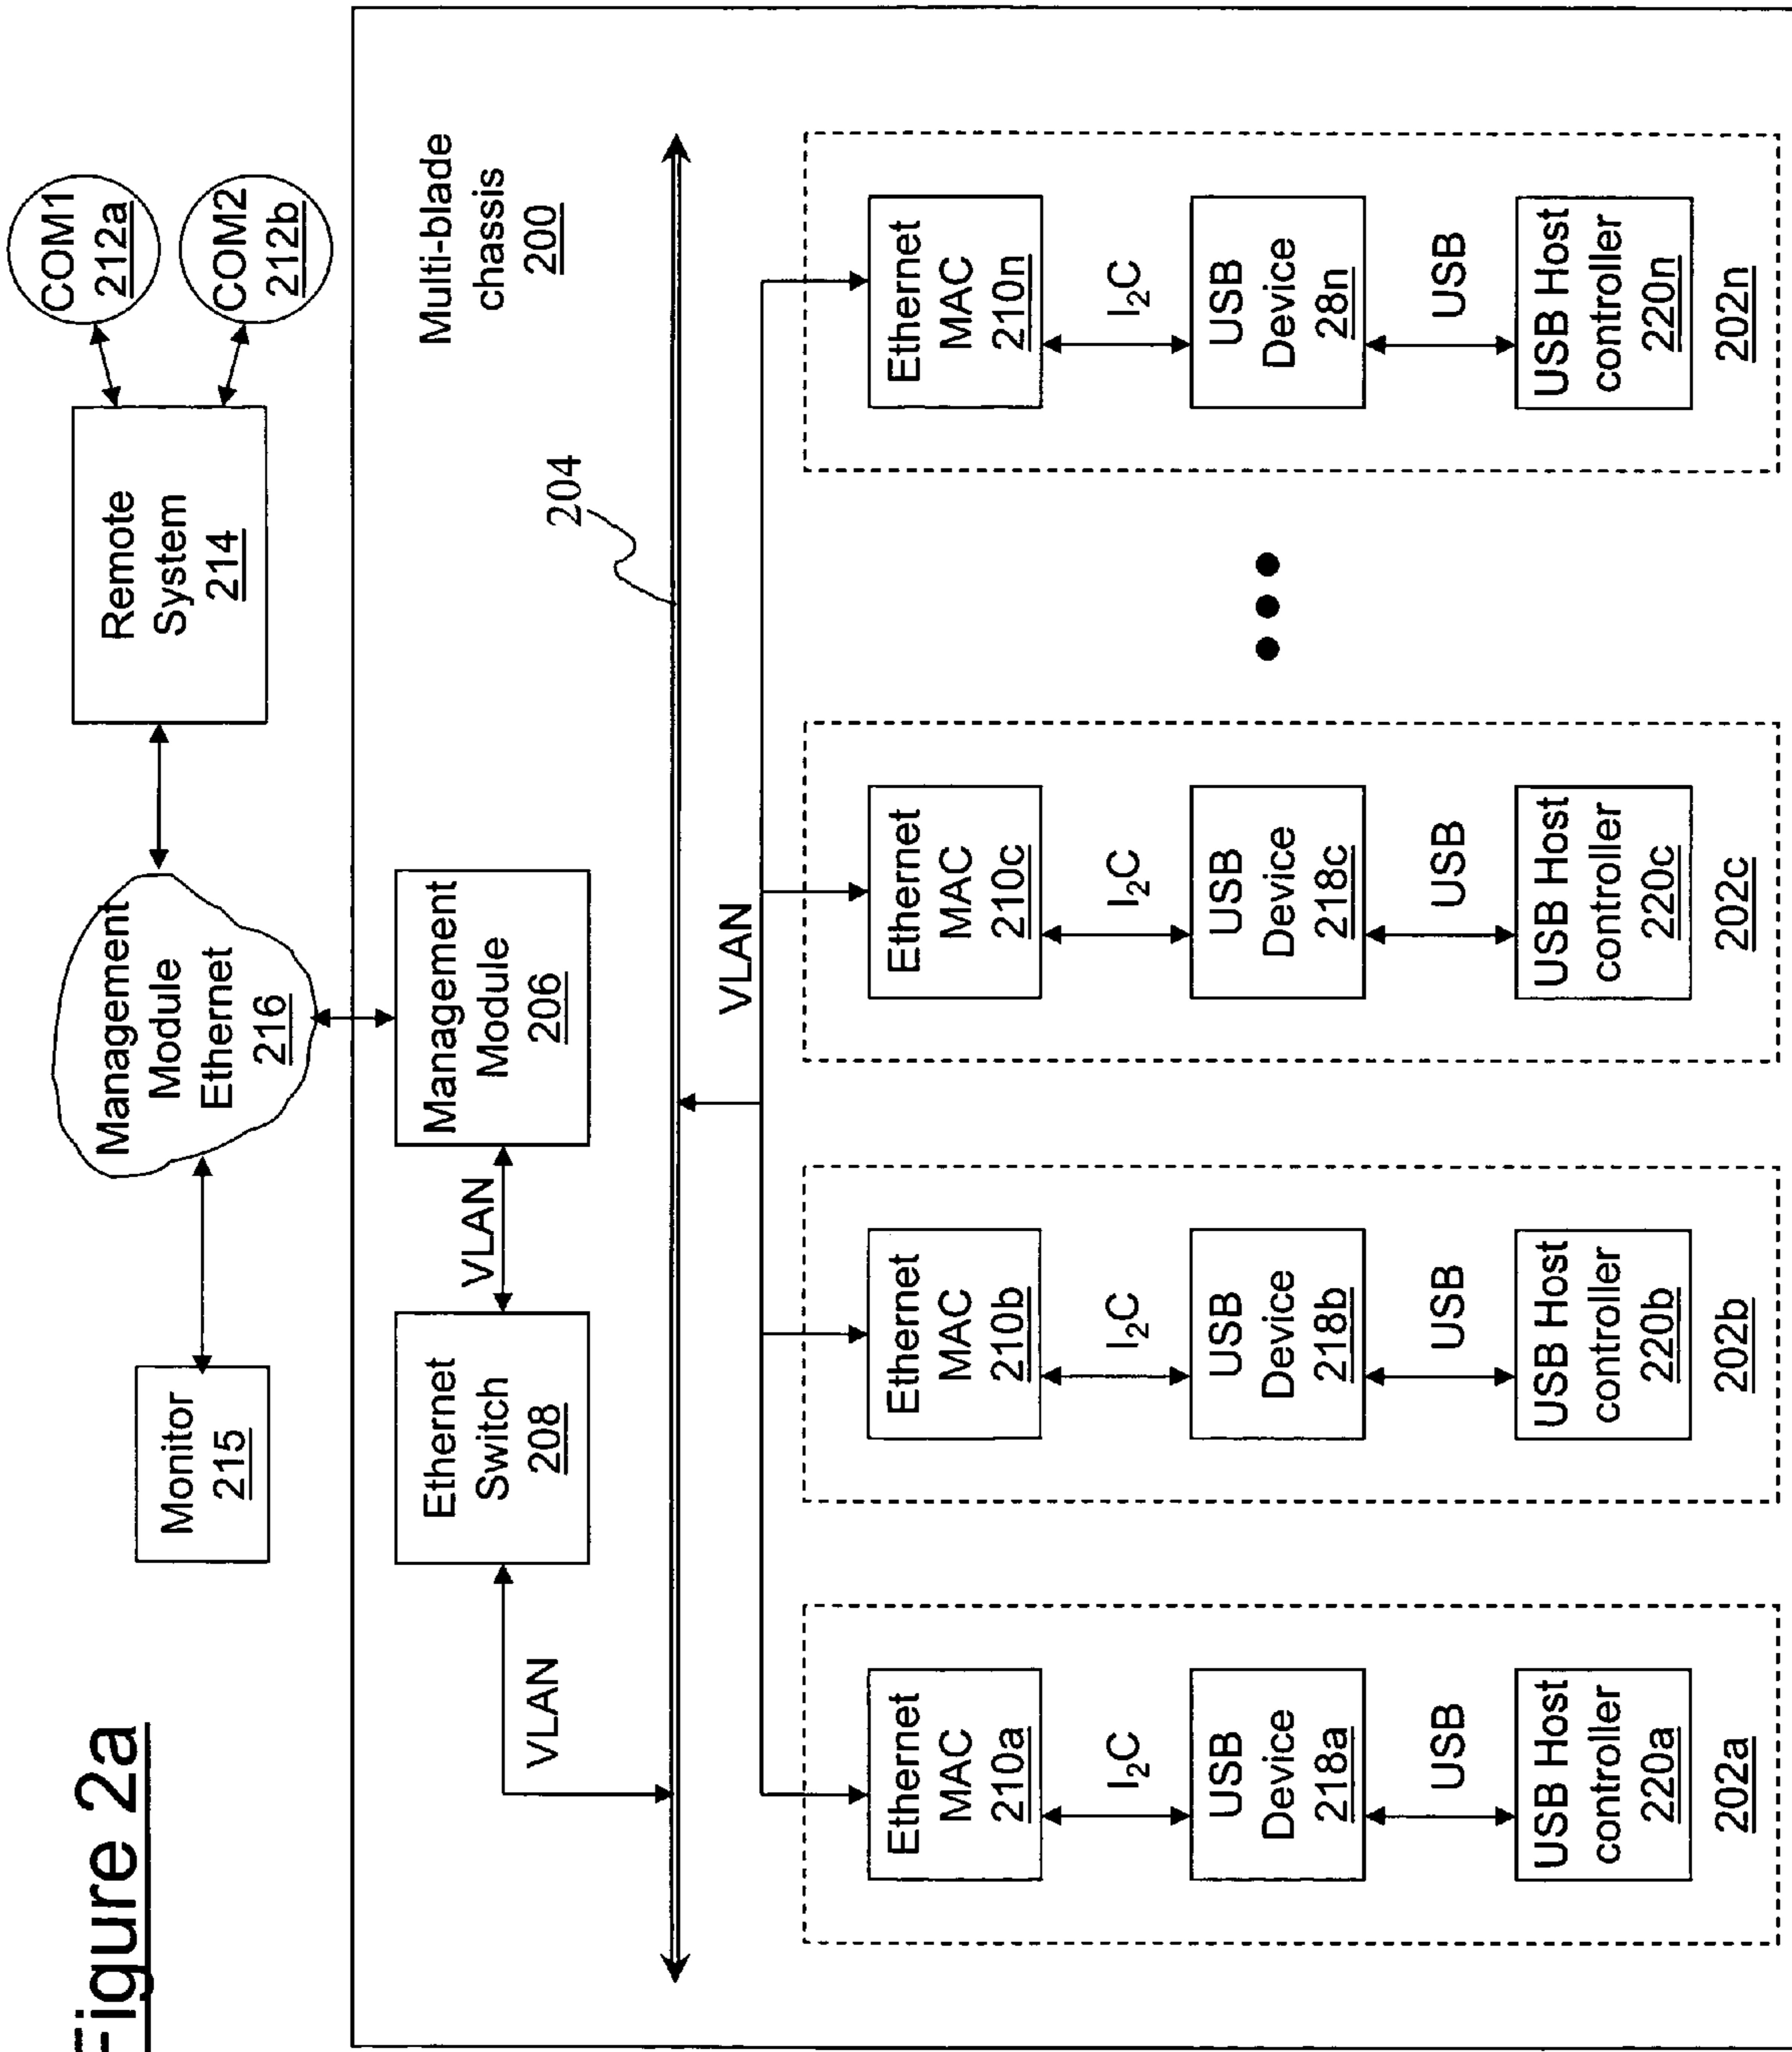 Figure 2a
Monitor
215
Management
Module
Ethernet
216
Remote
System
214
COM1
212a
COM2
212b
Multi-blade
chassis
200
Ethernet
Switch
208
VLAN
Management
Module
206
VLAN
204
VLAN
Ethernet
MAC
210a
I₂C
USB
Device
218a
USB
USB Host
controller
220a
202a
Ethernet
MAC
210b
I₂C
USB
Device
218b
USB
USB Host
controller
220b
202b
Ethernet
MAC
210c
I₂C
USB
Device
218c
USB
USB Host
controller
220c
202c
Ethernet
MAC
210n
I₂C
USB
Device
28n
USB
USB Host
controller
220n
202n